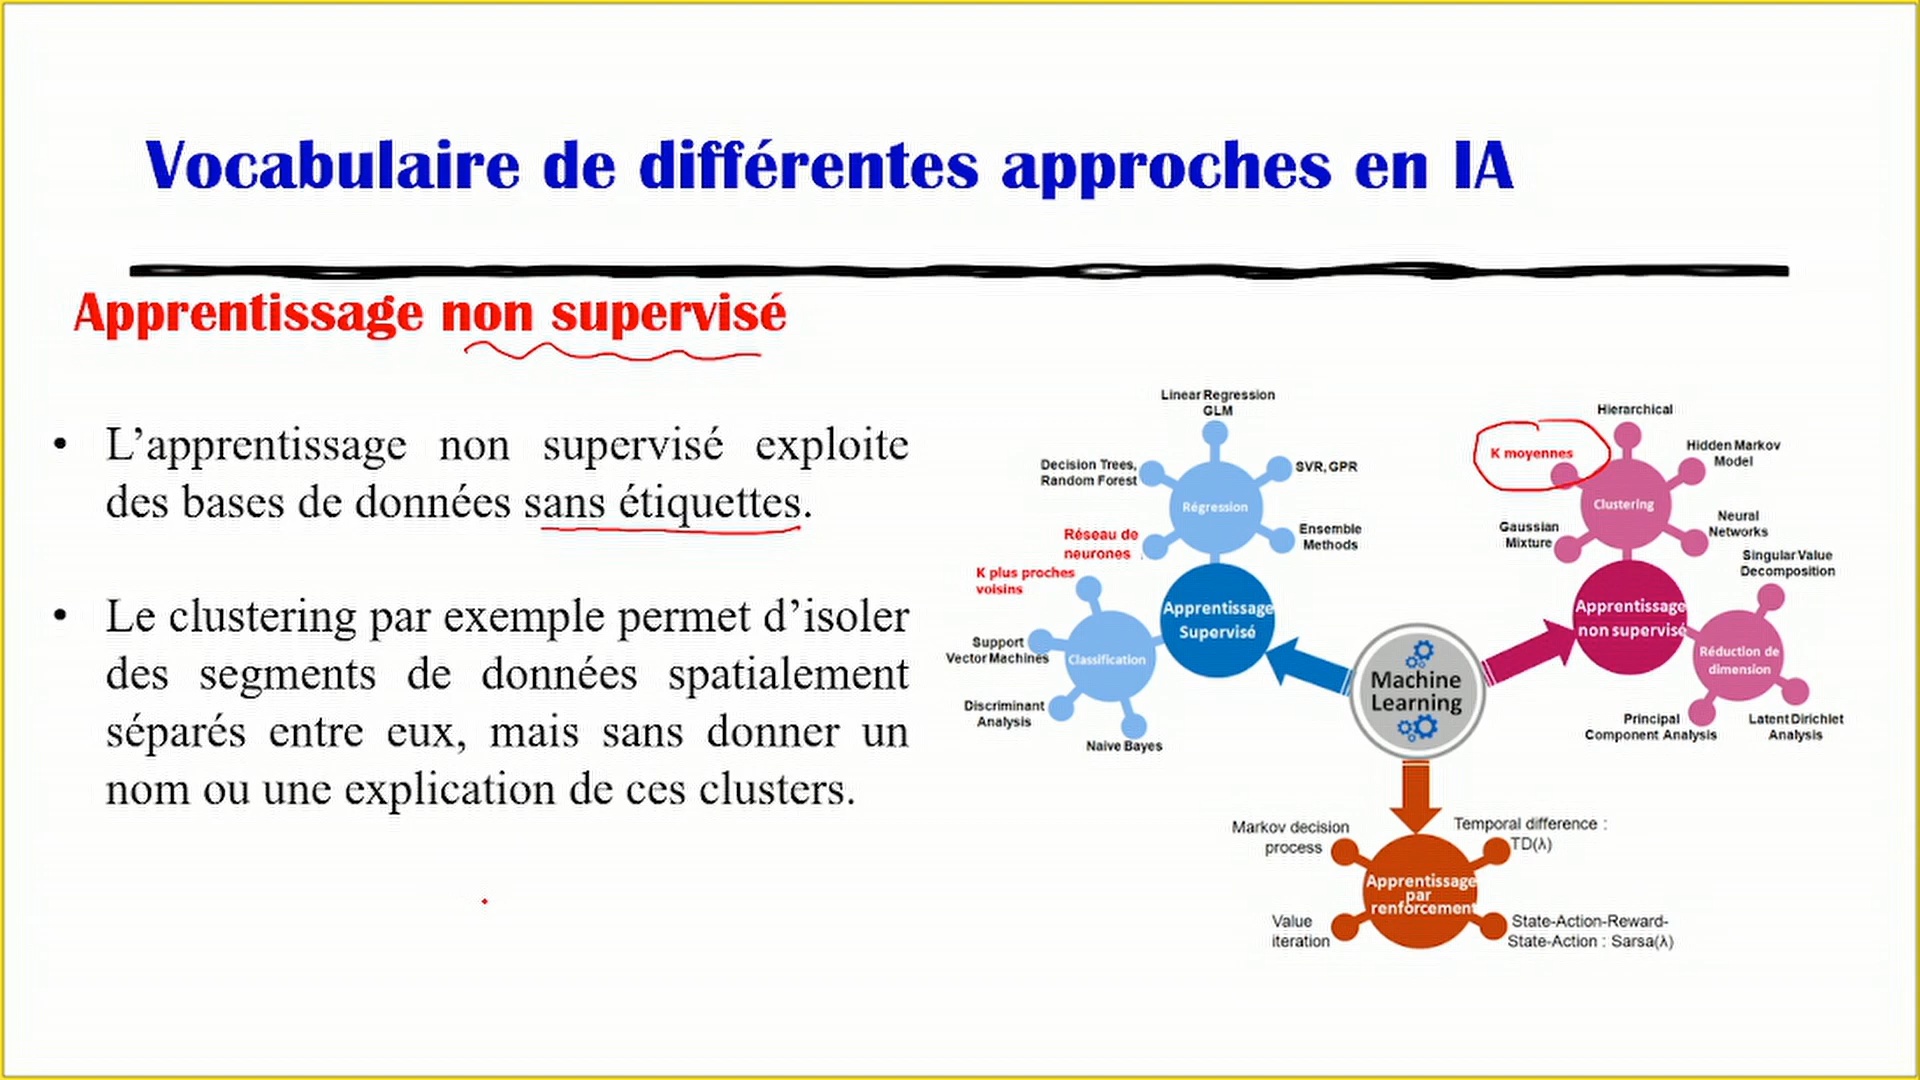 Vocabulaire de différentes approches en IA
Apprentissage non supervisé
• L’apprentissage non supervisé exploite
des bases de données sans étiquettes.
• Le clustering par exemple permet d’isoler
des segments de données spatialement
séparés entre eux, mais sans donner un
nom ou une explication de ces clusters.
Linear Regression
GLM
Decision Trees,
Random Forest
SVR, GPR
Régression
Réseau de
neurones
Ensemble
Methods
K plus proches
voisins
Apprentissage
Supervisé
Support
Vector Machines
Classification
Discriminant
Analysis
Naive Bayes
Hierarchical
K moyennes
Hidden Markov
Model
Clustering
Gaussian
Mixture
Neural
Networks
Singular Value
Decomposition
Apprentissage
non supervisé
Réduction de
dimension
Principal
Component Analysis
Latent Dirichlet
Analysis
Machine
Learning
Markov decision
process
Temporal difference :
TD(λ)
Apprentissage
par
renforcement
Value
iteration
State-Action-Reward-
State-Action : Sarsa(λ)